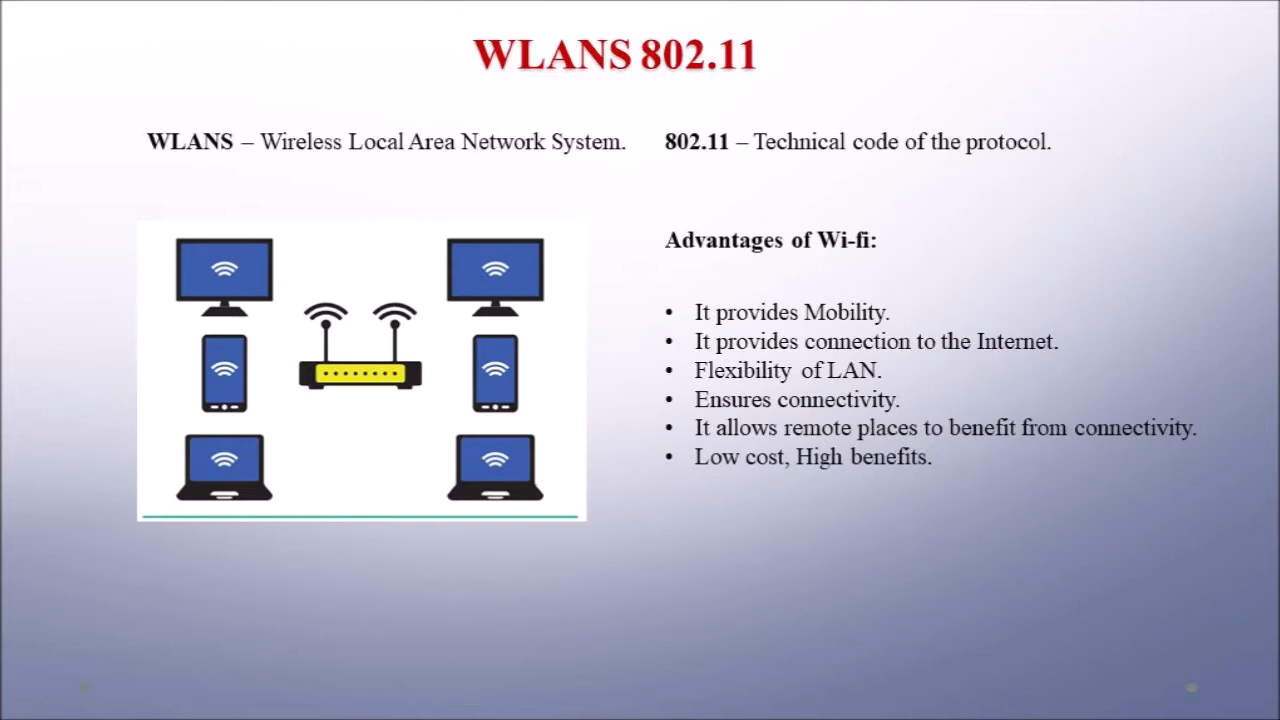 WLANS 802.11
WLANS – Wireless Local Area Network System.
802.11 – Technical code of the protocol.
Advantages of Wi-fi:
• It provides Mobility.
• It provides connection to the Internet.
• Flexibility of LAN.
• Ensures connectivity.
• It allows remote places to benefit from connectivity.
• Low cost, High benefits.